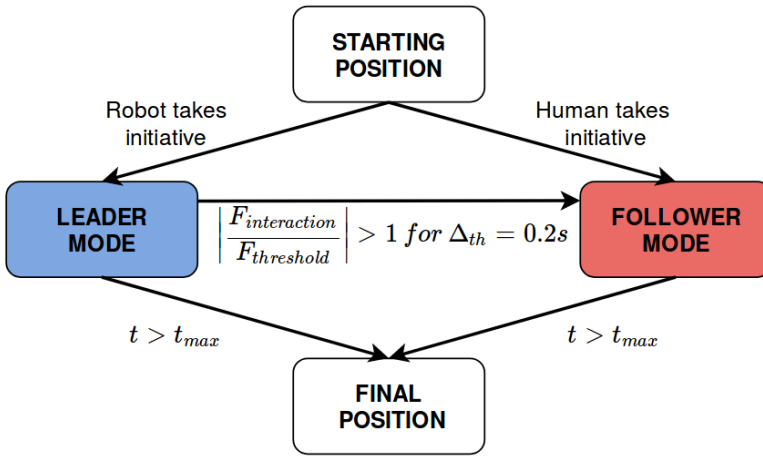 STARTING
POSITION
Robot takes
initiative
Human takes
initiative
LEADER
MODE
|F_interaction / F_threshold| > 1 for Δ_th = 0.2s
FOLLOWER
MODE
t > t_max
t > t_max
FINAL
POSITION